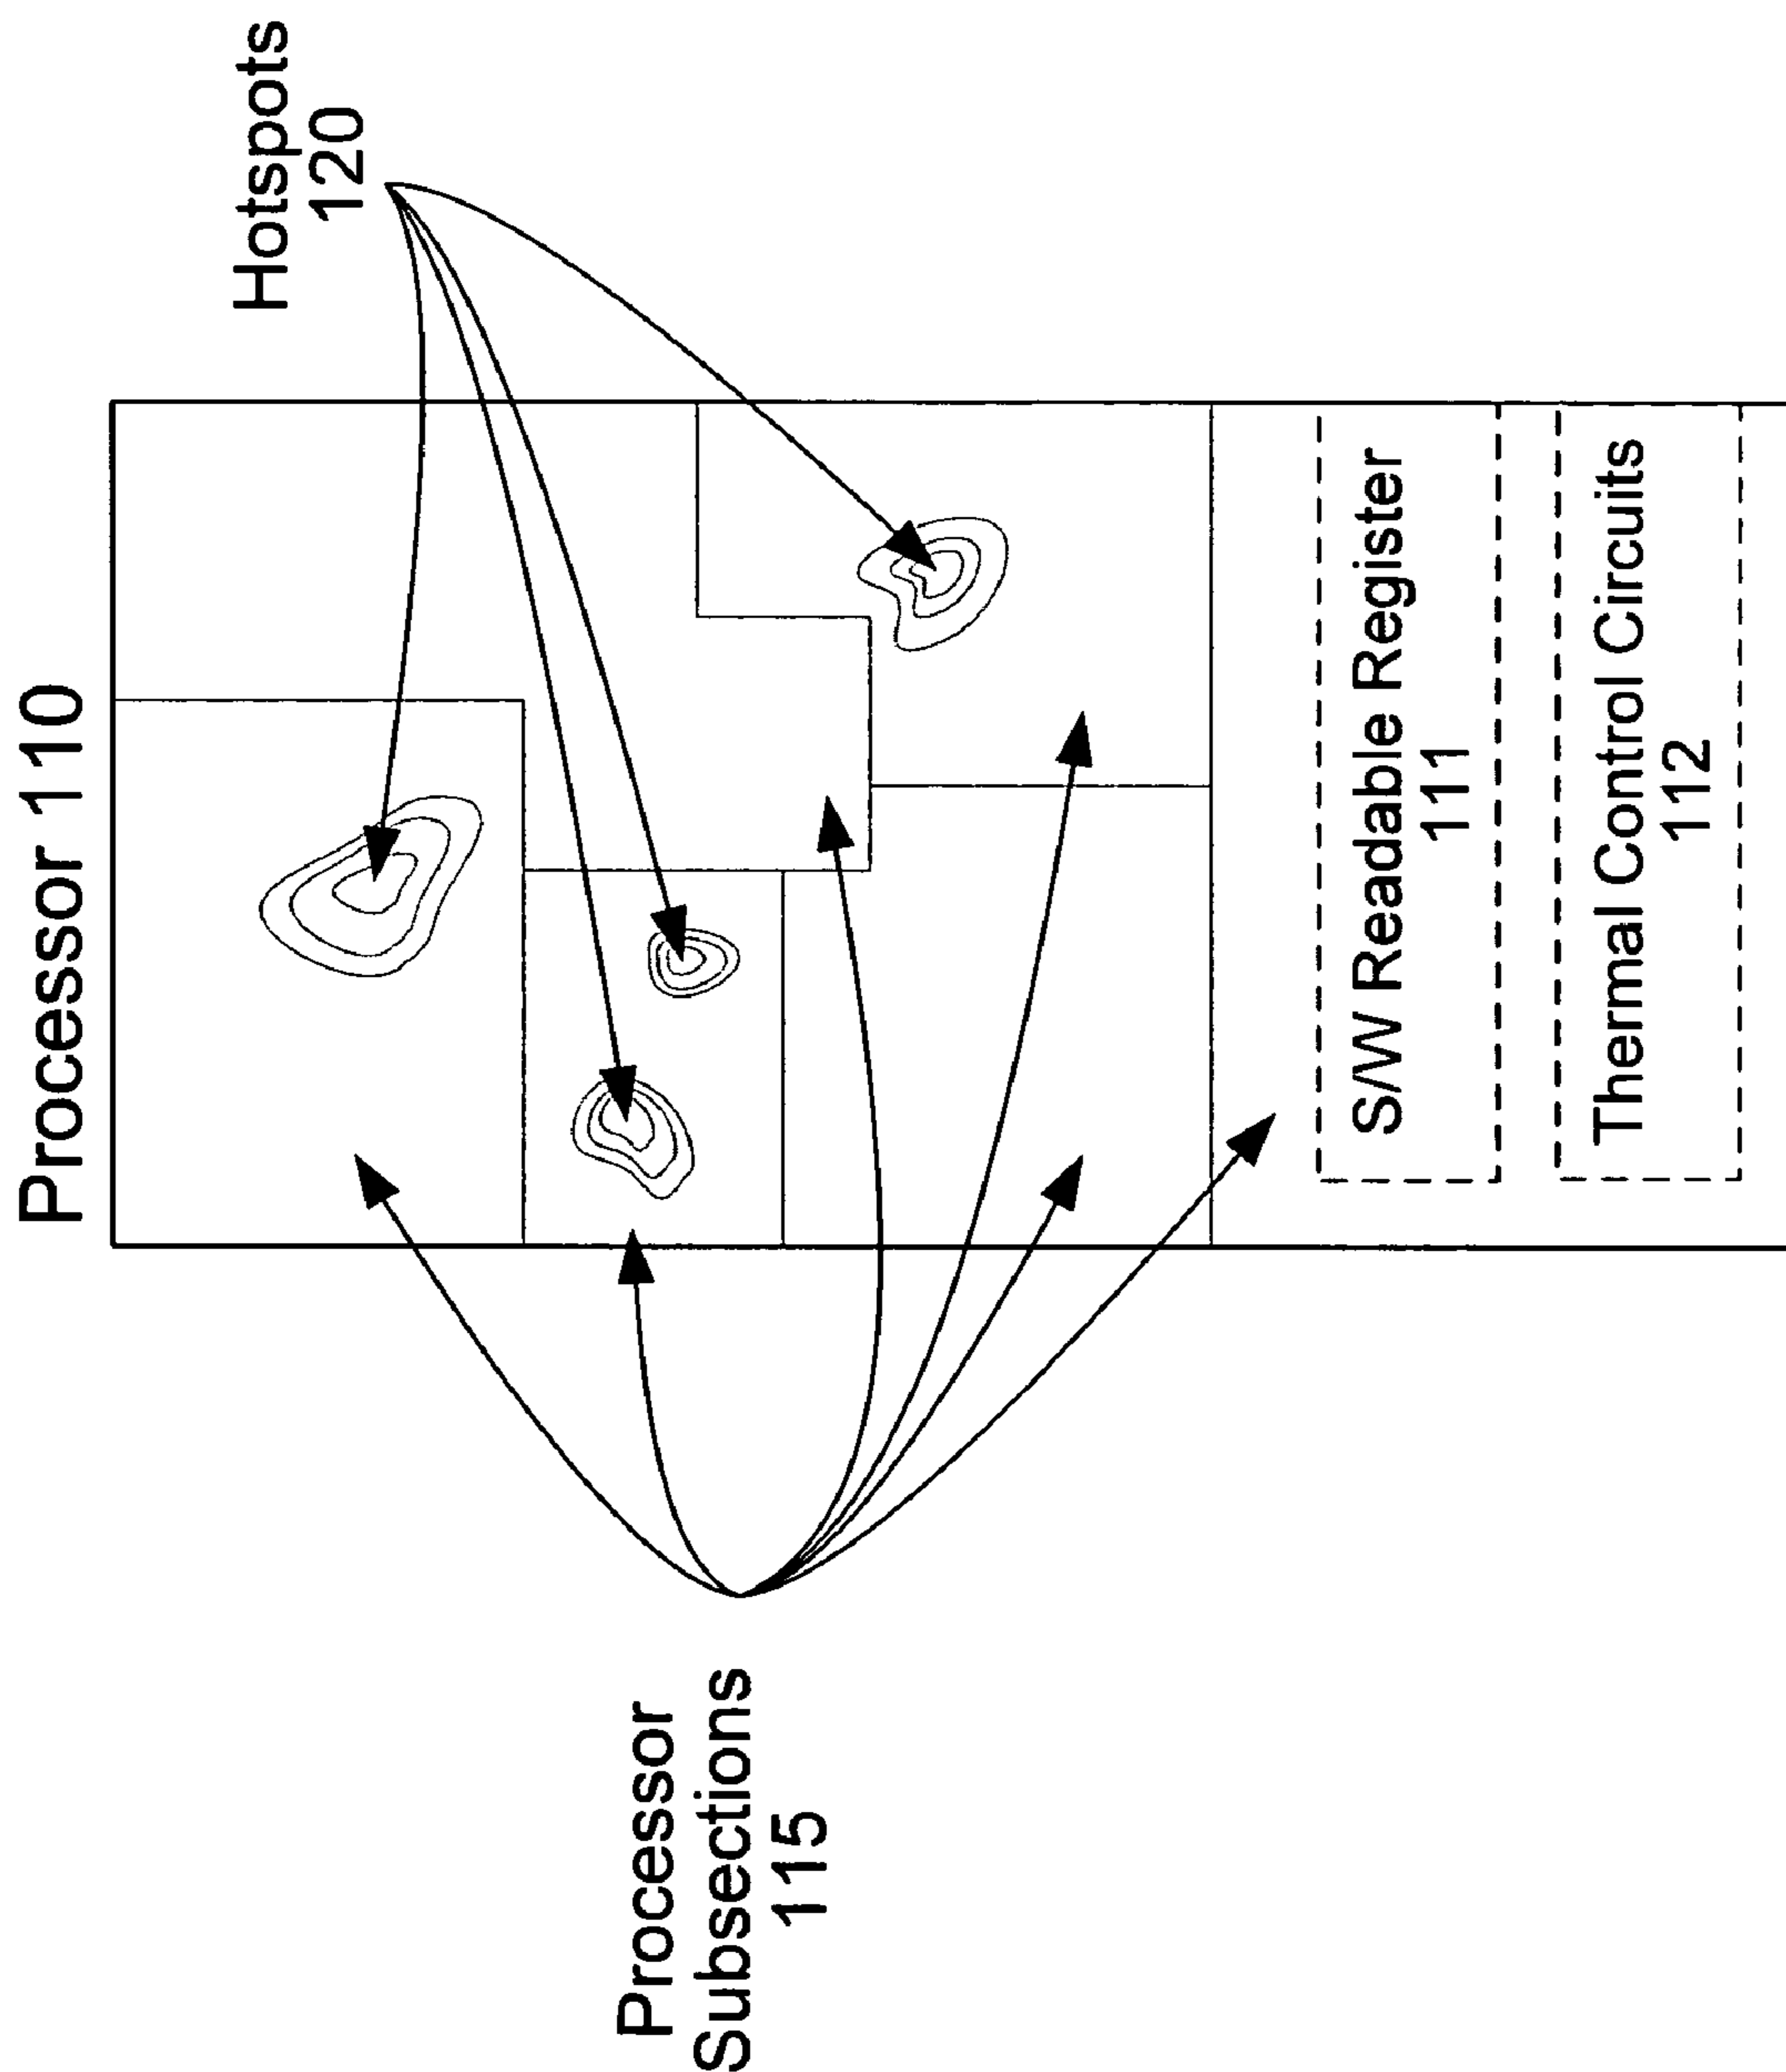 Processor 110
Hotspots
120
Processor
Subsections
115
S/W Readable Register
111
Thermal Control Circuits
112